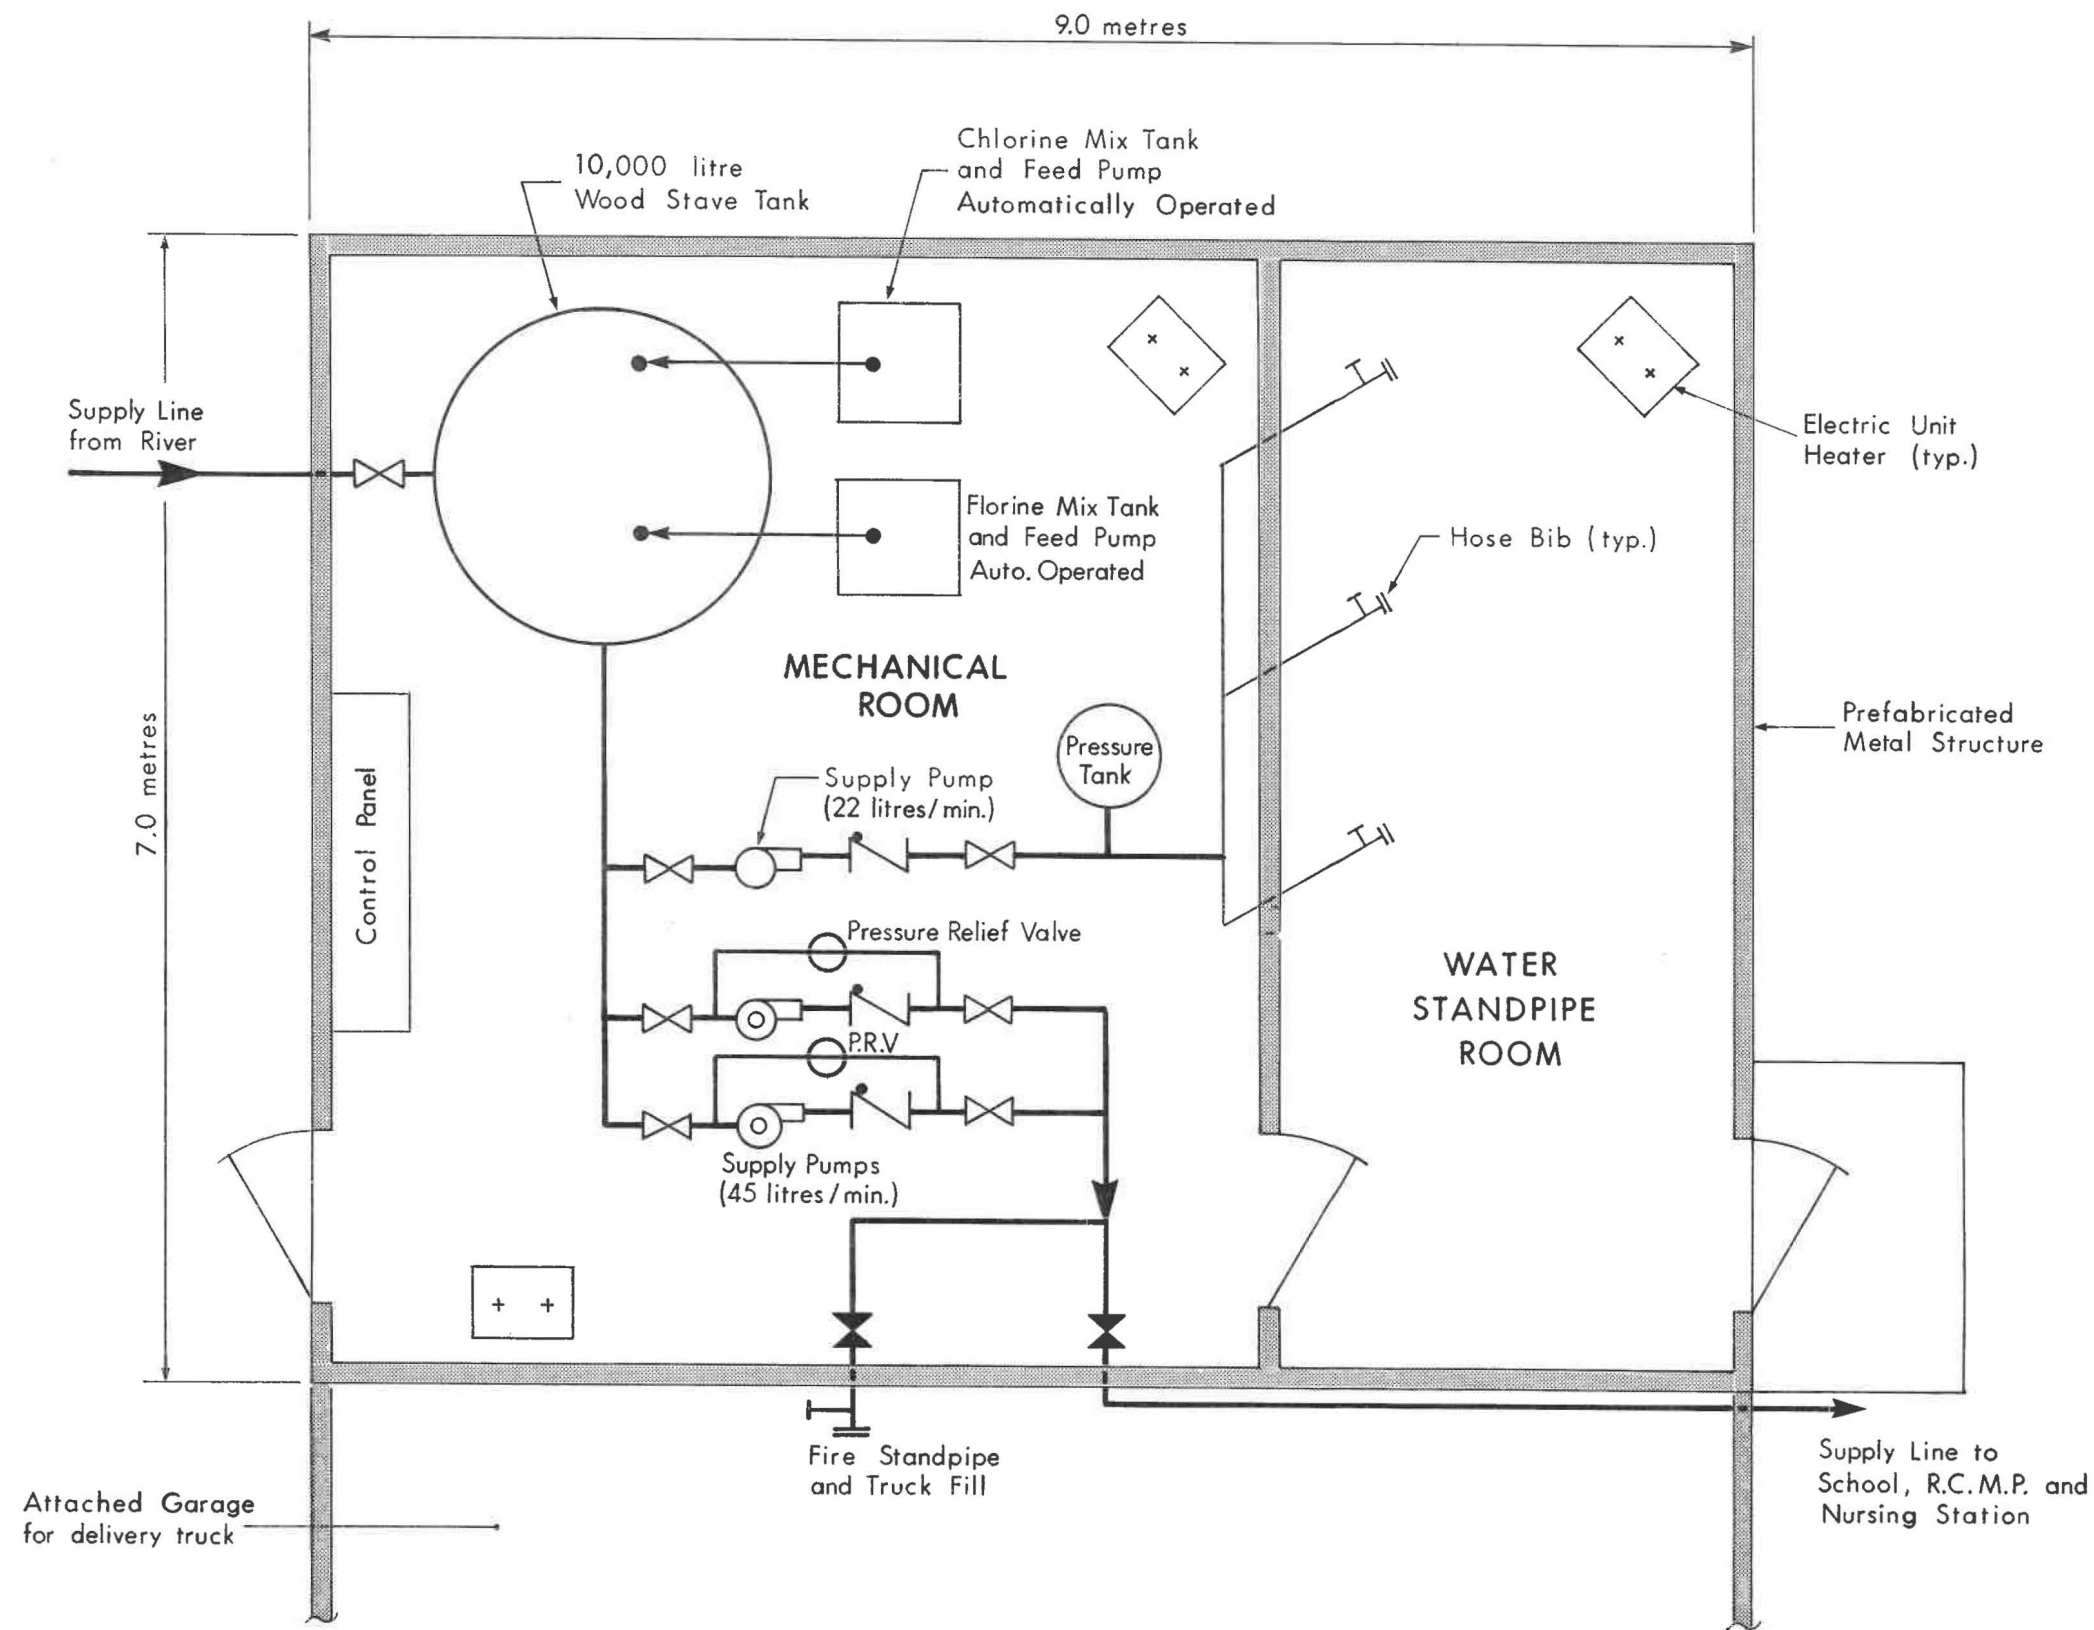 9.0 metres
10,000 litre
Wood Stave Tank
Chlorine Mix Tank
and Feed Pump
Automatically Operated
Supply Line
from River
Electric Unit
Heater (typ.)
Florine Mix Tank
and Feed Pump
Auto. Operated
Hose Bib (typ.)
MECHANICAL
ROOM
Prefabricated
Metal Structure
7.0 metres
Control Panel
Pressure
Tank
Supply Pump
(22 litres/min.)
Pressure Relief Valve
WATER
STANDPIPE
ROOM
P.R.V
Supply Pumps
(45 litres/min.)
Fire Standpipe
and Truck Fill
Supply Line to
School, R.C.M.P. and
Nursing Station
Attached Garage
for delivery truck